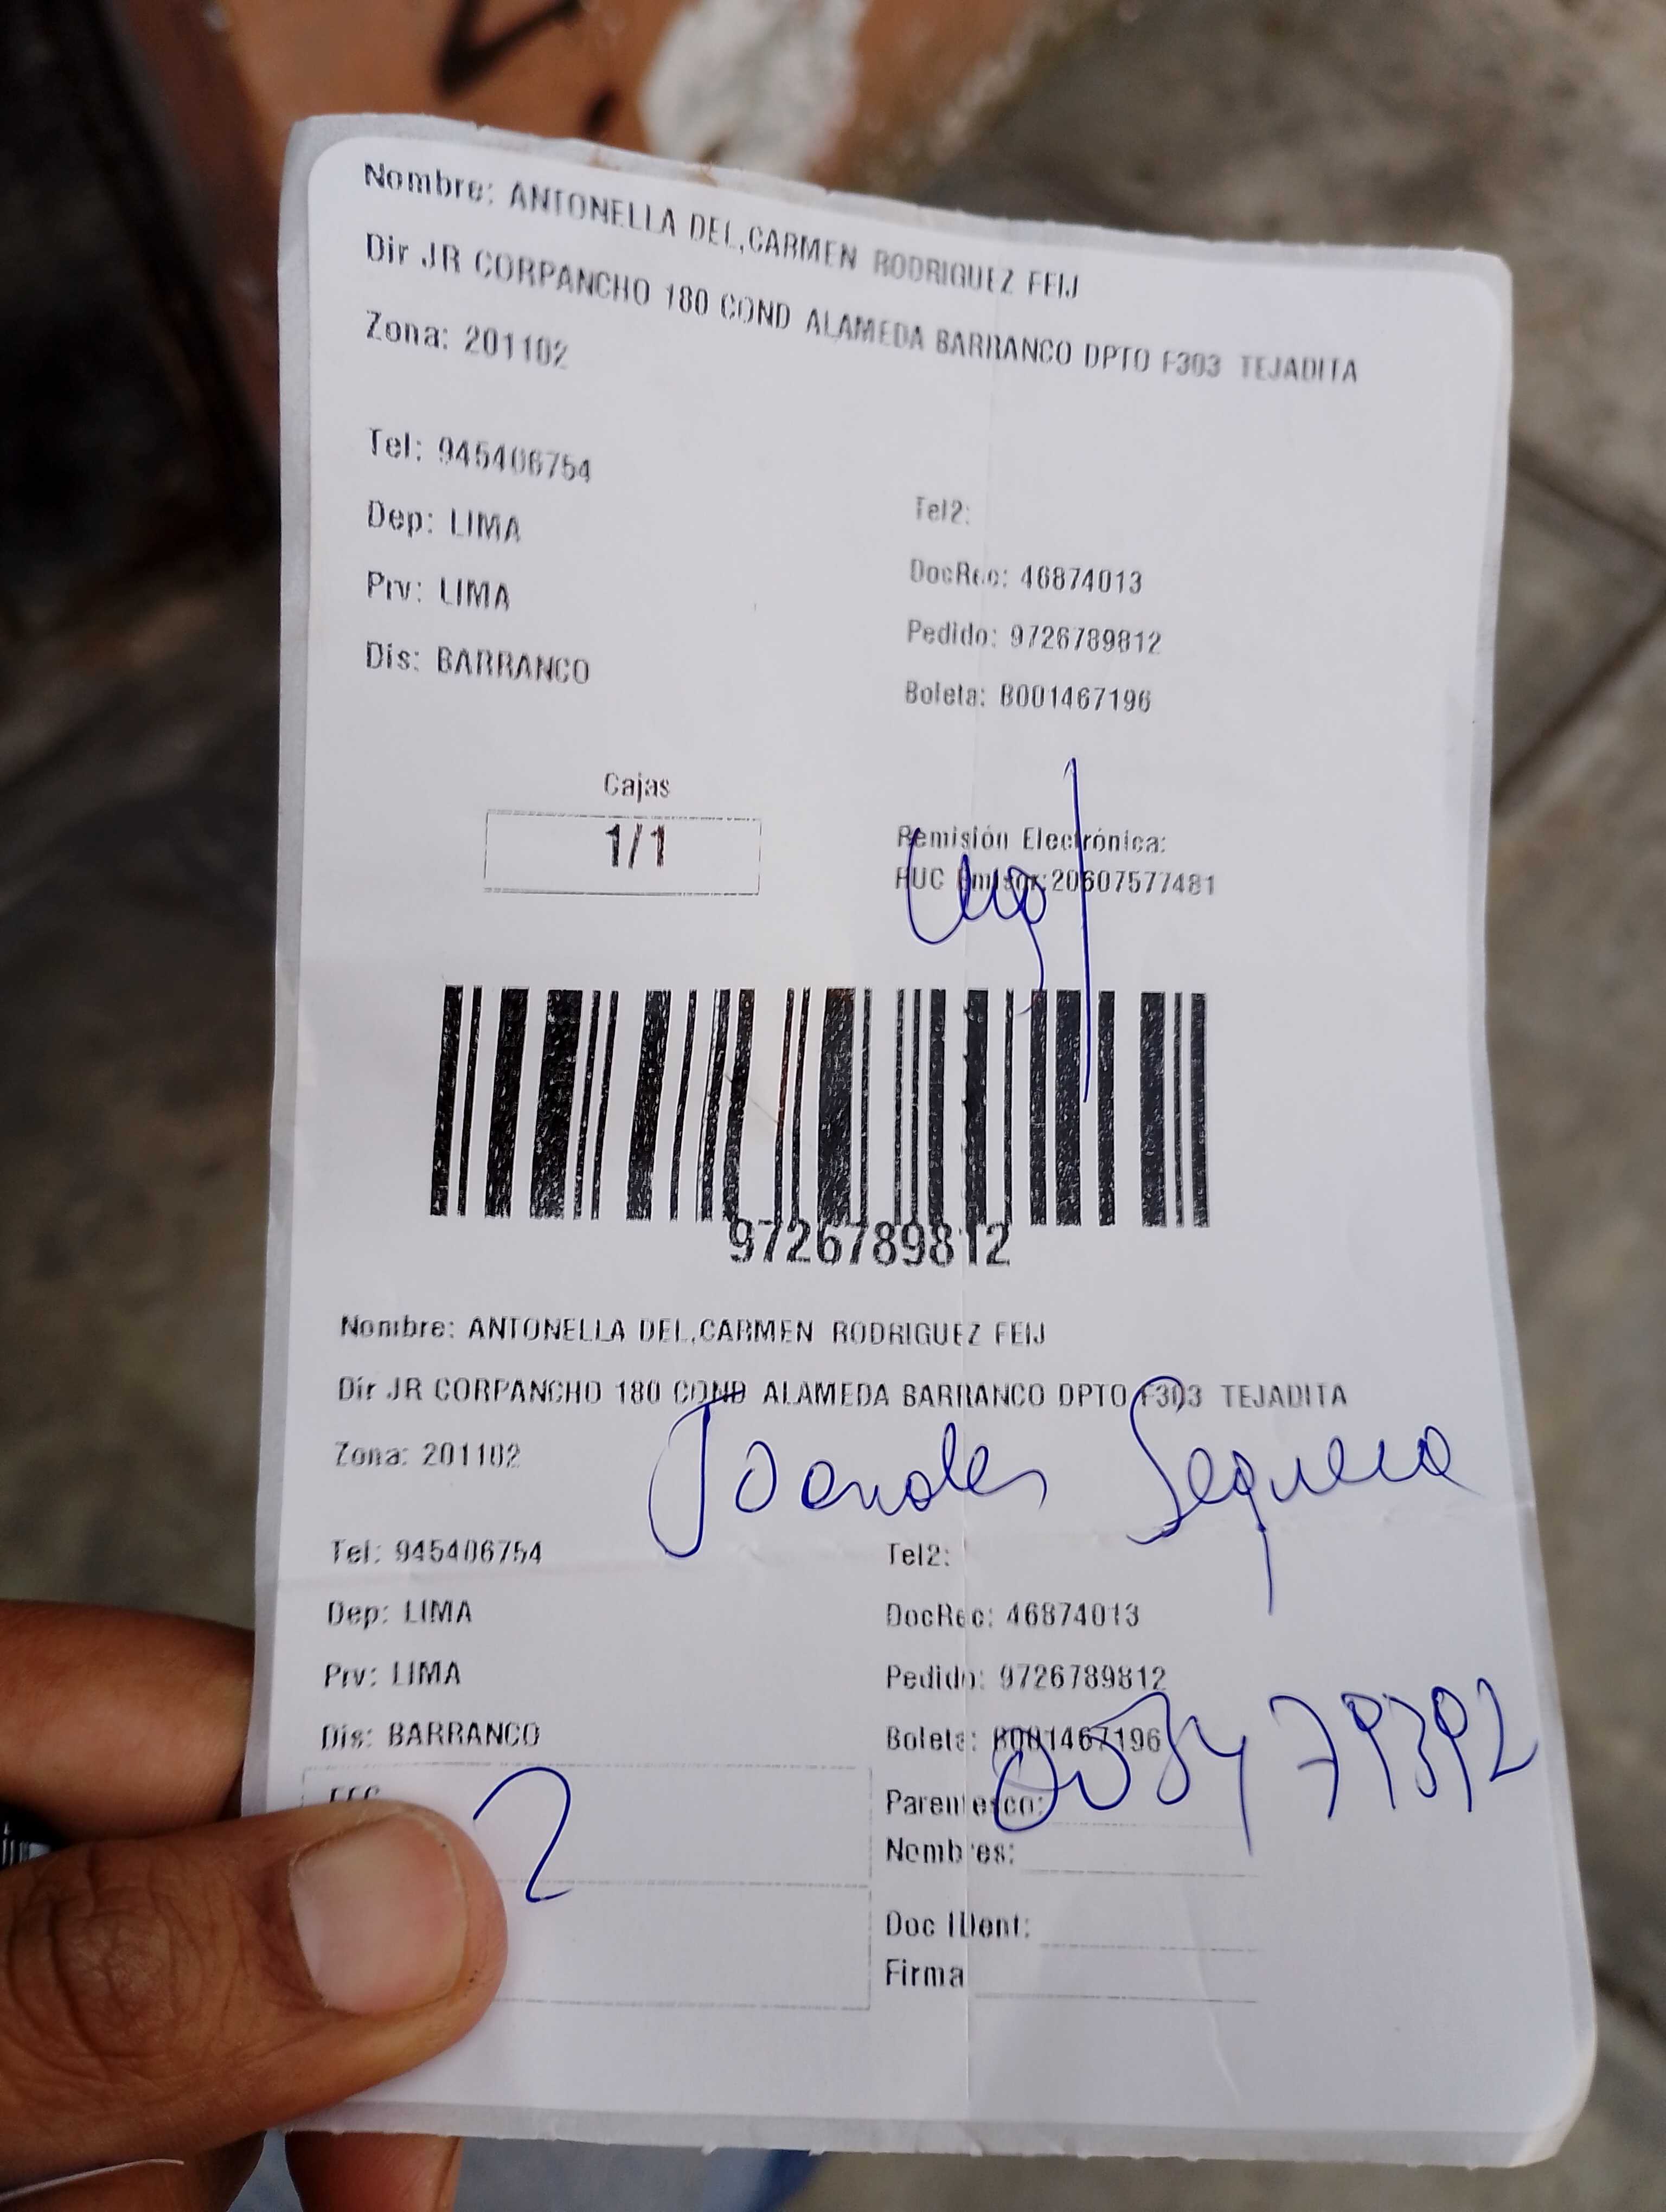 Nombre: ANTONELLA DEL,CARMEN RODRIGUEZ FEIJ
Dir JR CORPANCHO 180 COND ALAMEDA BARRANCO DPTO F303 TEJADITA
Zona: 201102
Tel: 945406754
Tel2:
Dep: LIMA
DocRec: 46874013
Prv: LIMA
Pedido: 9726789812
Dis: BARRANCO
Boleta: B001467196
Cajas
1/1
Remisión Electrónica:
RUC Emisor:20607577481
9726789812
Nombre: ANTONELLA DEL,CARMEN RODRIGUEZ FEIJ
Dir JR CORPANCHO 180 COND ALAMEDA BARRANCO DPTO F303 TEJADITA
Zona: 201102
Sequera
Tel: 945406754
Tel2:
Dep: LIMA
DocRec: 46874013
Prv: LIMA
Pedido: 9726789812
Dis: BARRANCO
Boleta: B001467196
2
Parentesco:
Nombres:
Doc IDent:
Firma